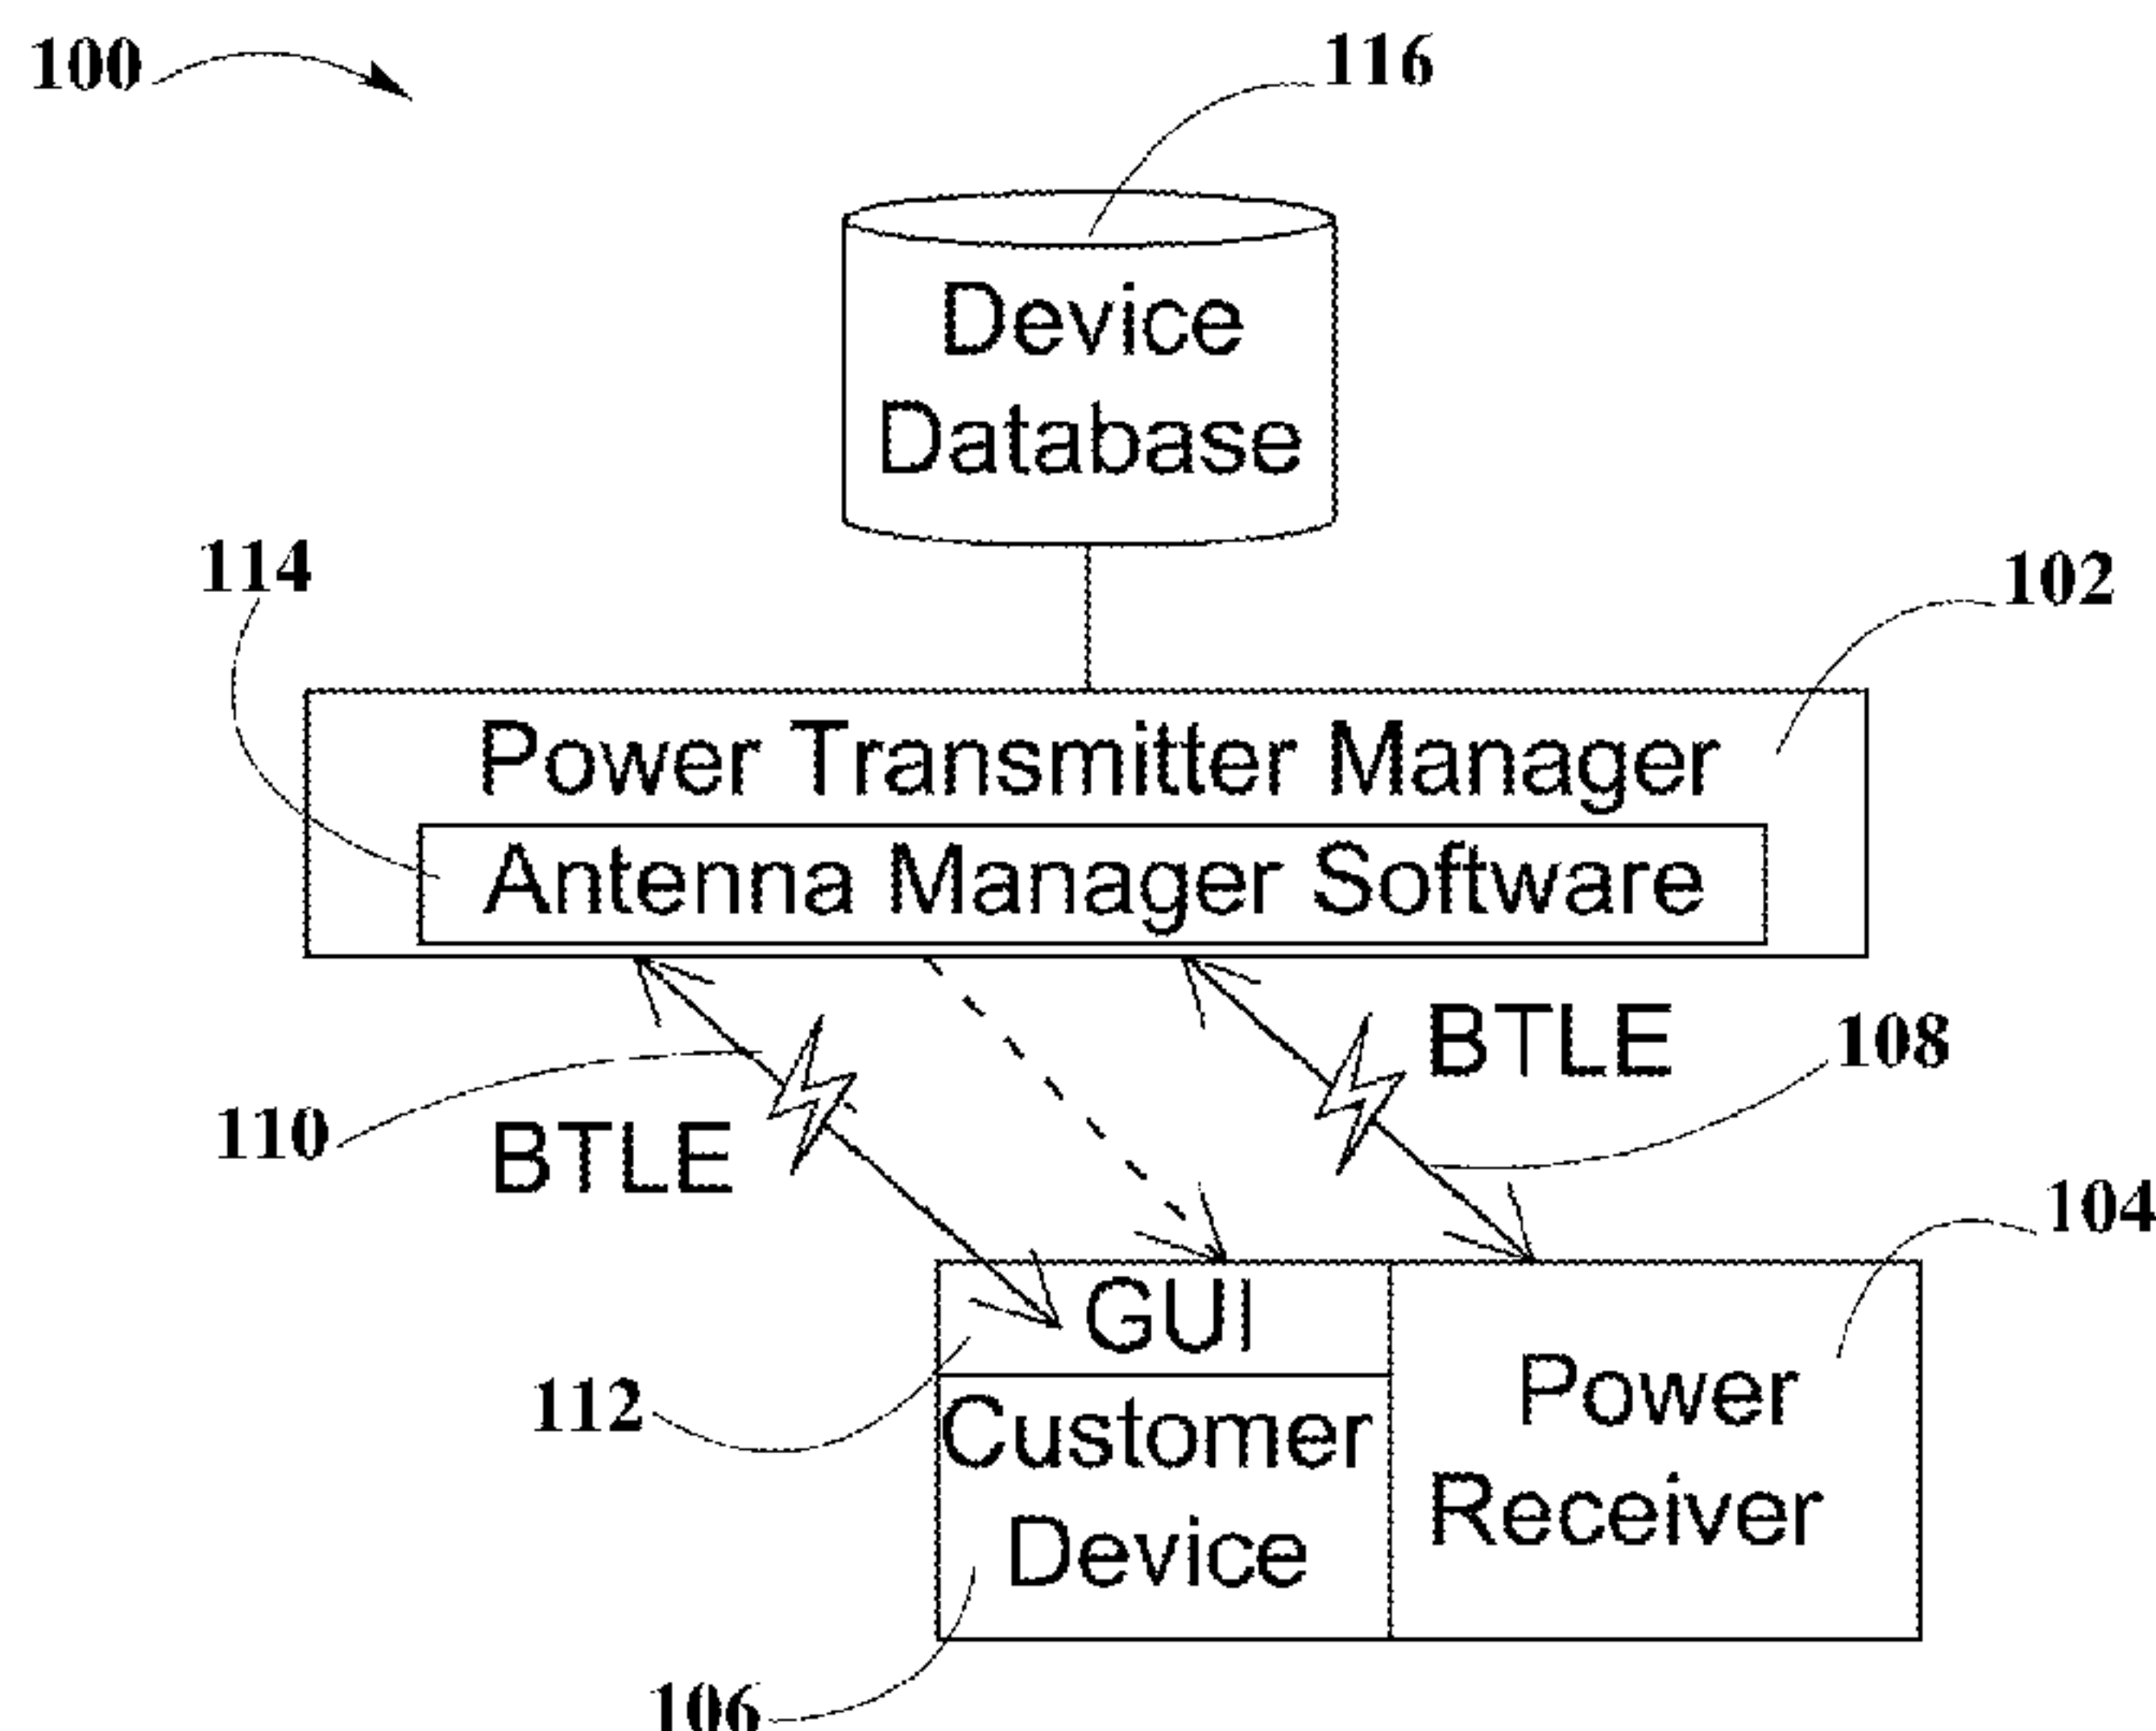 100
116
Device
Database
114
102
Power Transmitter Manager
Antenna Manager Software
BTLE
108
110
BTLE
104
GUI
112
Customer
Device
Power
Receiver
106